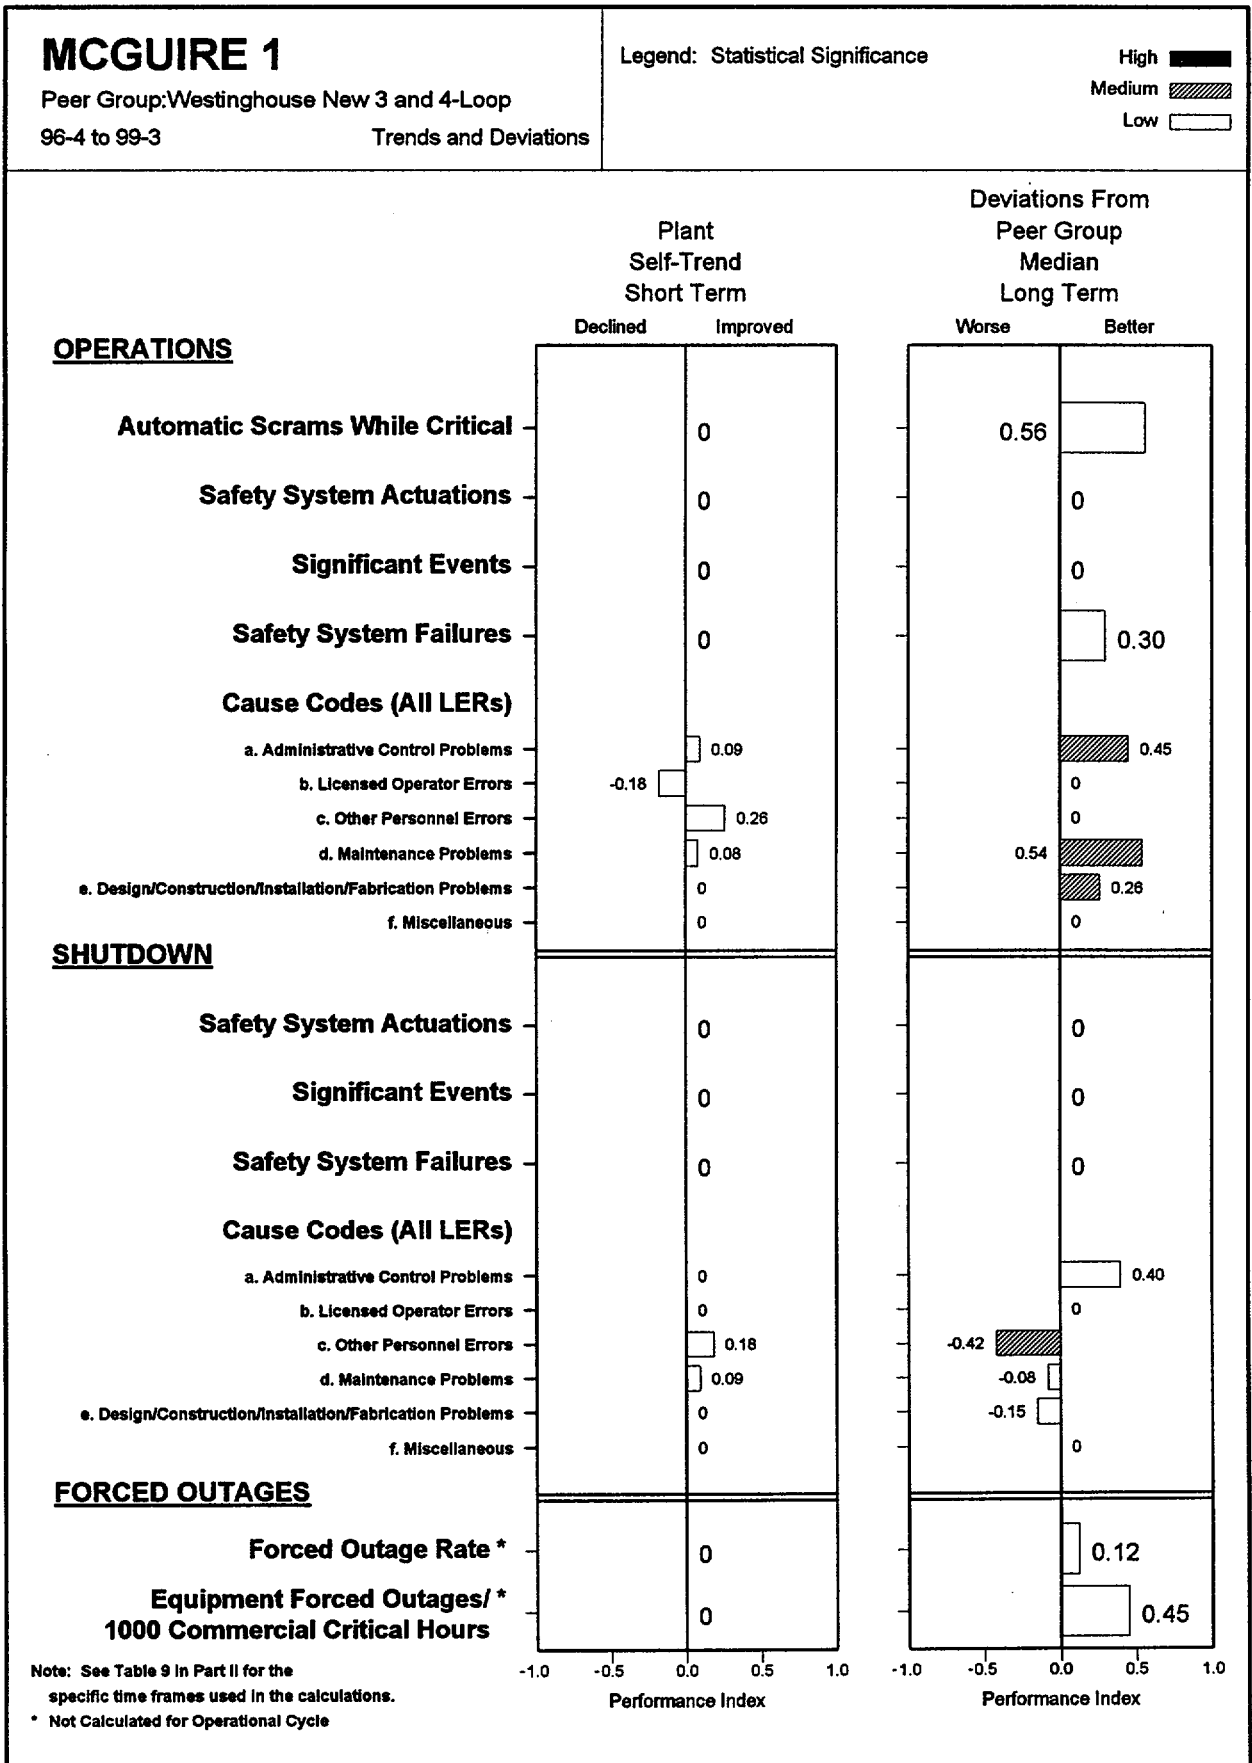 MCGUIRE 1
Peer Group:Westinghouse New 3 and 4-Loop
96-4 to 99-3 Trends and Deviations
Legend: Statistical Significance
High
Medium
Low
Plant
Self-Trend
Short Term
Deviations From
Peer Group
Median
Long Term
Declined Improved Worse Better
OPERATIONS
Automatic Scrams While Critical 0 0.56
Safety System Actuations 0 0
Significant Events 0 0
Safety System Failures 0 0.30
Cause Codes (All LERs)
a. Administrative Control Problems 0.09 0.45
b. Licensed Operator Errors -0.18 0
c. Other Personnel Errors 0.26 0
d. Maintenance Problems 0.08 0.54
e. Design/Construction/Installation/Fabrication Problems 0 0.26
f. Miscellaneous 0 0
SHUTDOWN
Safety System Actuations 0 0
Significant Events 0 0
Safety System Failures 0 0
Cause Codes (All LERs)
a. Administrative Control Problems 0 0.40
b. Licensed Operator Errors 0 0
c. Other Personnel Errors 0.18 -0.42
d. Maintenance Problems 0.09 -0.08
e. Design/Construction/Installation/Fabrication Problems 0 -0.15
f. Miscellaneous 0 0
FORCED OUTAGES
Forced Outage Rate * 0 0.12
Equipment Forced Outages/ *
1000 Commercial Critical Hours 0 0.45
-1.0 -0.5 0.0 0.5 1.0 -1.0 -0.5 0.0 0.5 1.0
Performance Index Performance Index
Note: See Table 9 in Part II for the
specific time frames used in the calculations.
* Not Calculated for Operational Cycle